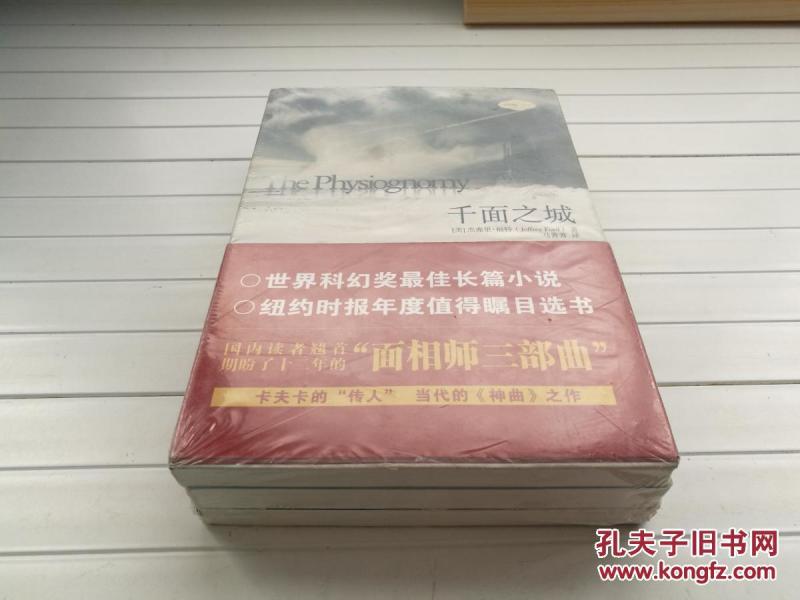 The Physiognomy
千面之城
[美]杰弗里·福特（Jeffrey Ford） 著
○世界科幻奖最佳长篇小说
○纽约时报年度值得瞩目选书
国内读者翘首
期盼了十二年的“面相师三部曲”
卡夫卡的“传人” 当代的《神曲》之作
孔夫子旧书网
www.kongfz.com